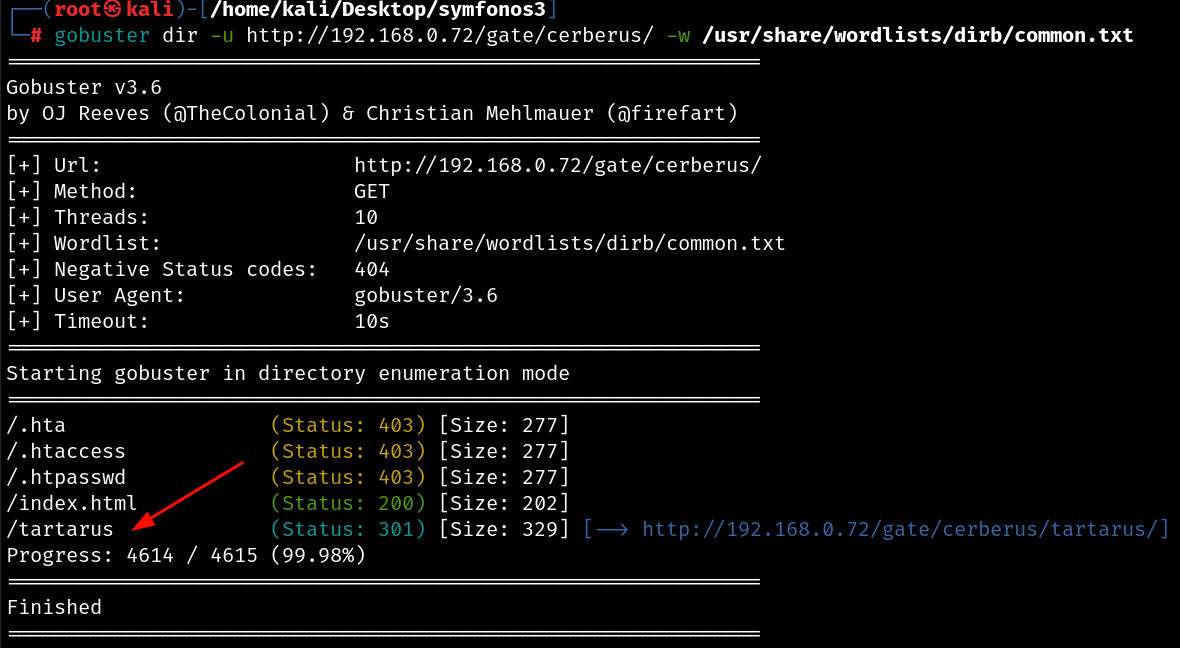 ┌──(root㉿kali)-[/home/kali/Desktop/symfonos3]
└─# gobuster dir -u http://192.168.0.72/gate/cerberus/ -w /usr/share/wordlists/dirb/common.txt
===============================================================
Gobuster v3.6
by OJ Reeves (@TheColonial) & Christian Mehlmauer (@firefart)
===============================================================
[+] Url:                     http://192.168.0.72/gate/cerberus/
[+] Method:                  GET
[+] Threads:                 10
[+] Wordlist:                /usr/share/wordlists/dirb/common.txt
[+] Negative Status codes:   404
[+] User Agent:              gobuster/3.6
[+] Timeout:                 10s
===============================================================
Starting gobuster in directory enumeration mode
===============================================================
/.hta                 (Status: 403) [Size: 277]
/.htaccess            (Status: 403) [Size: 277]
/.htpasswd            (Status: 403) [Size: 277]
/index.html           (Status: 200) [Size: 202]
/tartarus             (Status: 301) [Size: 329] [--> http://192.168.0.72/gate/cerberus/tartarus/]
Progress: 4614 / 4615 (99.98%)
===============================================================
Finished
===============================================================